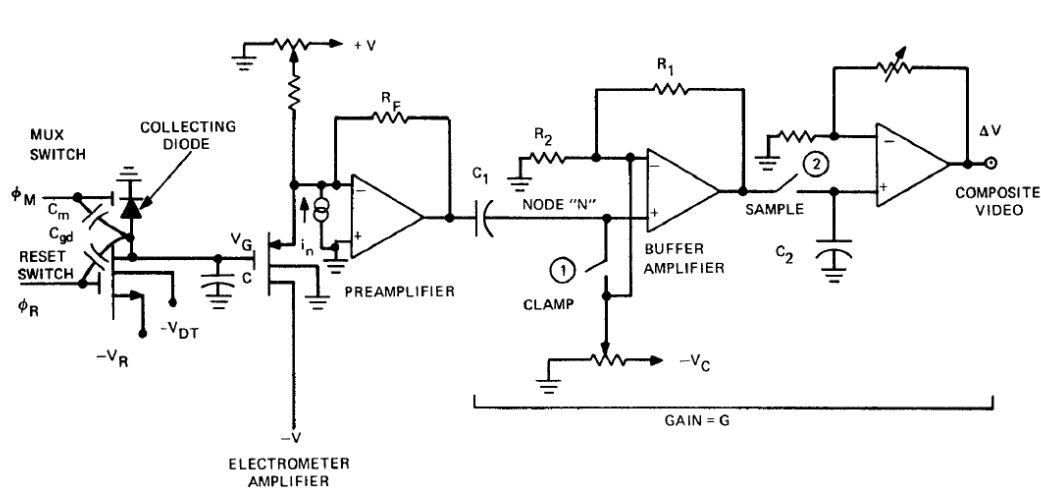 + V
R_F
R_1
ΔV
MUX
SWITCH
COLLECTING
DIODE
R_2
−
−
−
2
C_1
ϕ_M
C_m
NODE "N"
SAMPLE
COMPOSITE
VIDEO
+
+
+
C_gd
V_G
i_n
BUFFER
AMPLIFIER
C_2
RESET
SWITCH
C
PREAMPLIFIER
1
CLAMP
ϕ_R
−V_DT
−V_R
−V_C
GAIN = G
−V
ELECTROMETER
AMPLIFIER